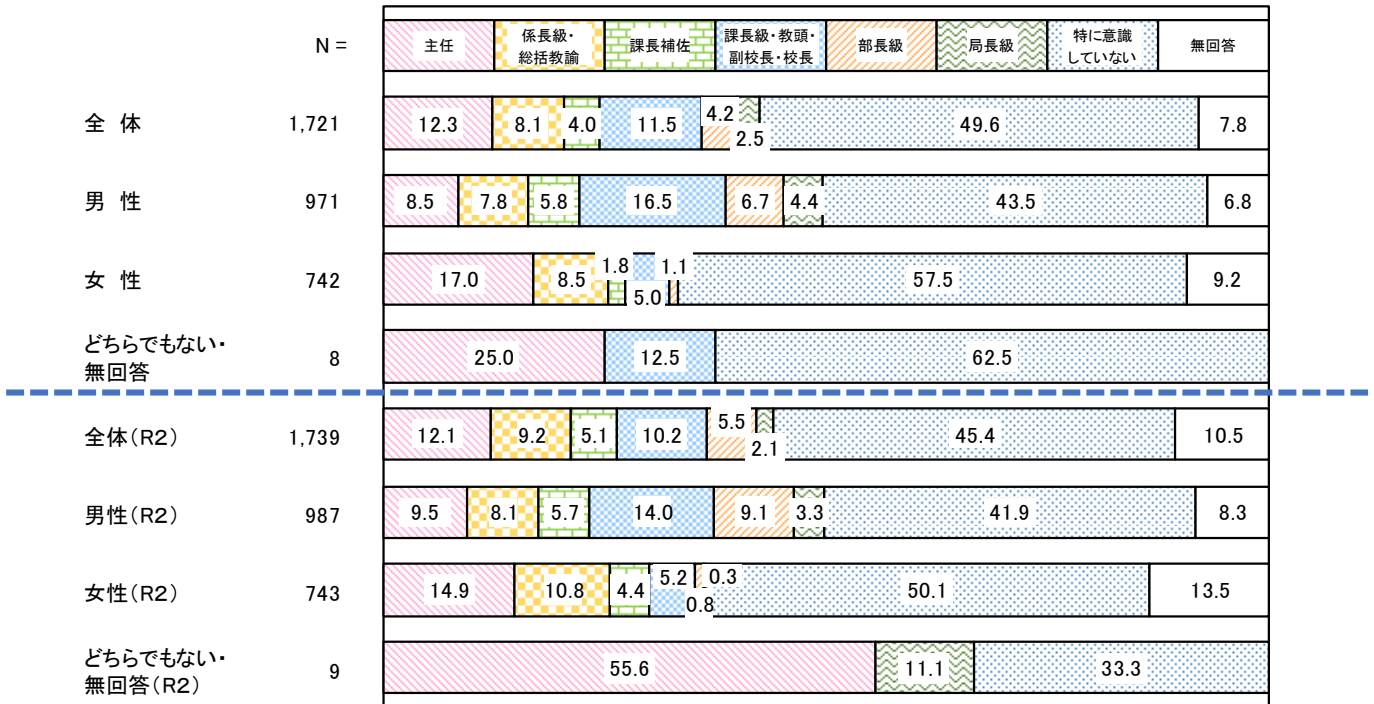 N =
主任
係長級・
総括教諭
課長補佐
課長級・教頭・
副校長・校長
部長級
局長級
特に意識
していない
無回答
全 体 1,721 12.3 8.1 4.0 11.5 4.2 2.5 49.6 7.8
男 性 971 8.5 7.8 5.8 16.5 6.7 4.4 43.5 6.8
女 性 742 17.0 8.5 1.8 5.0 1.1 57.5 9.2
どちらでもない・
無回答
8 25.0 12.5 62.5
全体(R2) 1,739 12.1 9.2 5.1 10.2 5.5 2.1 45.4 10.5
男性(R2) 987 9.5 8.1 5.7 14.0 9.1 3.3 41.9 8.3
女性(R2) 743 14.9 10.8 4.4 5.2 0.8 0.3 50.1 13.5
どちらでもない・
無回答(R2)
9 55.6 11.1 33.3